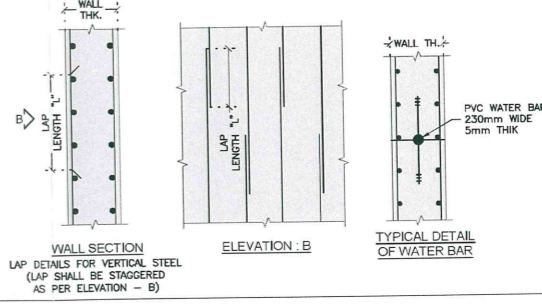 WALL
THK.
B
LAP
LENGTH "L"
WALL SECTION
LAP DETAILS FOR VERTICAL STEEL
(LAP SHALL BE STAGGERED
AS PER ELEVATION - B)
LAP
LENGTH "L"
ELEVATION : B
WALL TH.
PVC WATER BAR
230mm WIDE
5mm THIK
TYPICAL DETAIL
OF WATER BAR